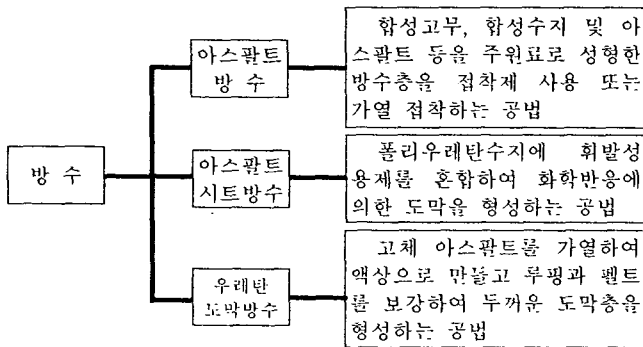 방 수
아스팔트
방 수
합성고무, 합성수지 및 아
스팔트 등을 주원료로 성형한
방수층을 접착제 사용 또는
가열 접착하는 공법
아스팔트
시트방수
폴리우레탄수지에 휘발성
용제를 혼합하여 화학반응에
의한 도막을 형성하는 공법
우레탄
도막방수
고체 아스팔트를 가열하여
액상으로 만들고 루핑과 펠트
를 보강하여 두꺼운 도막층을
형성하는 공법